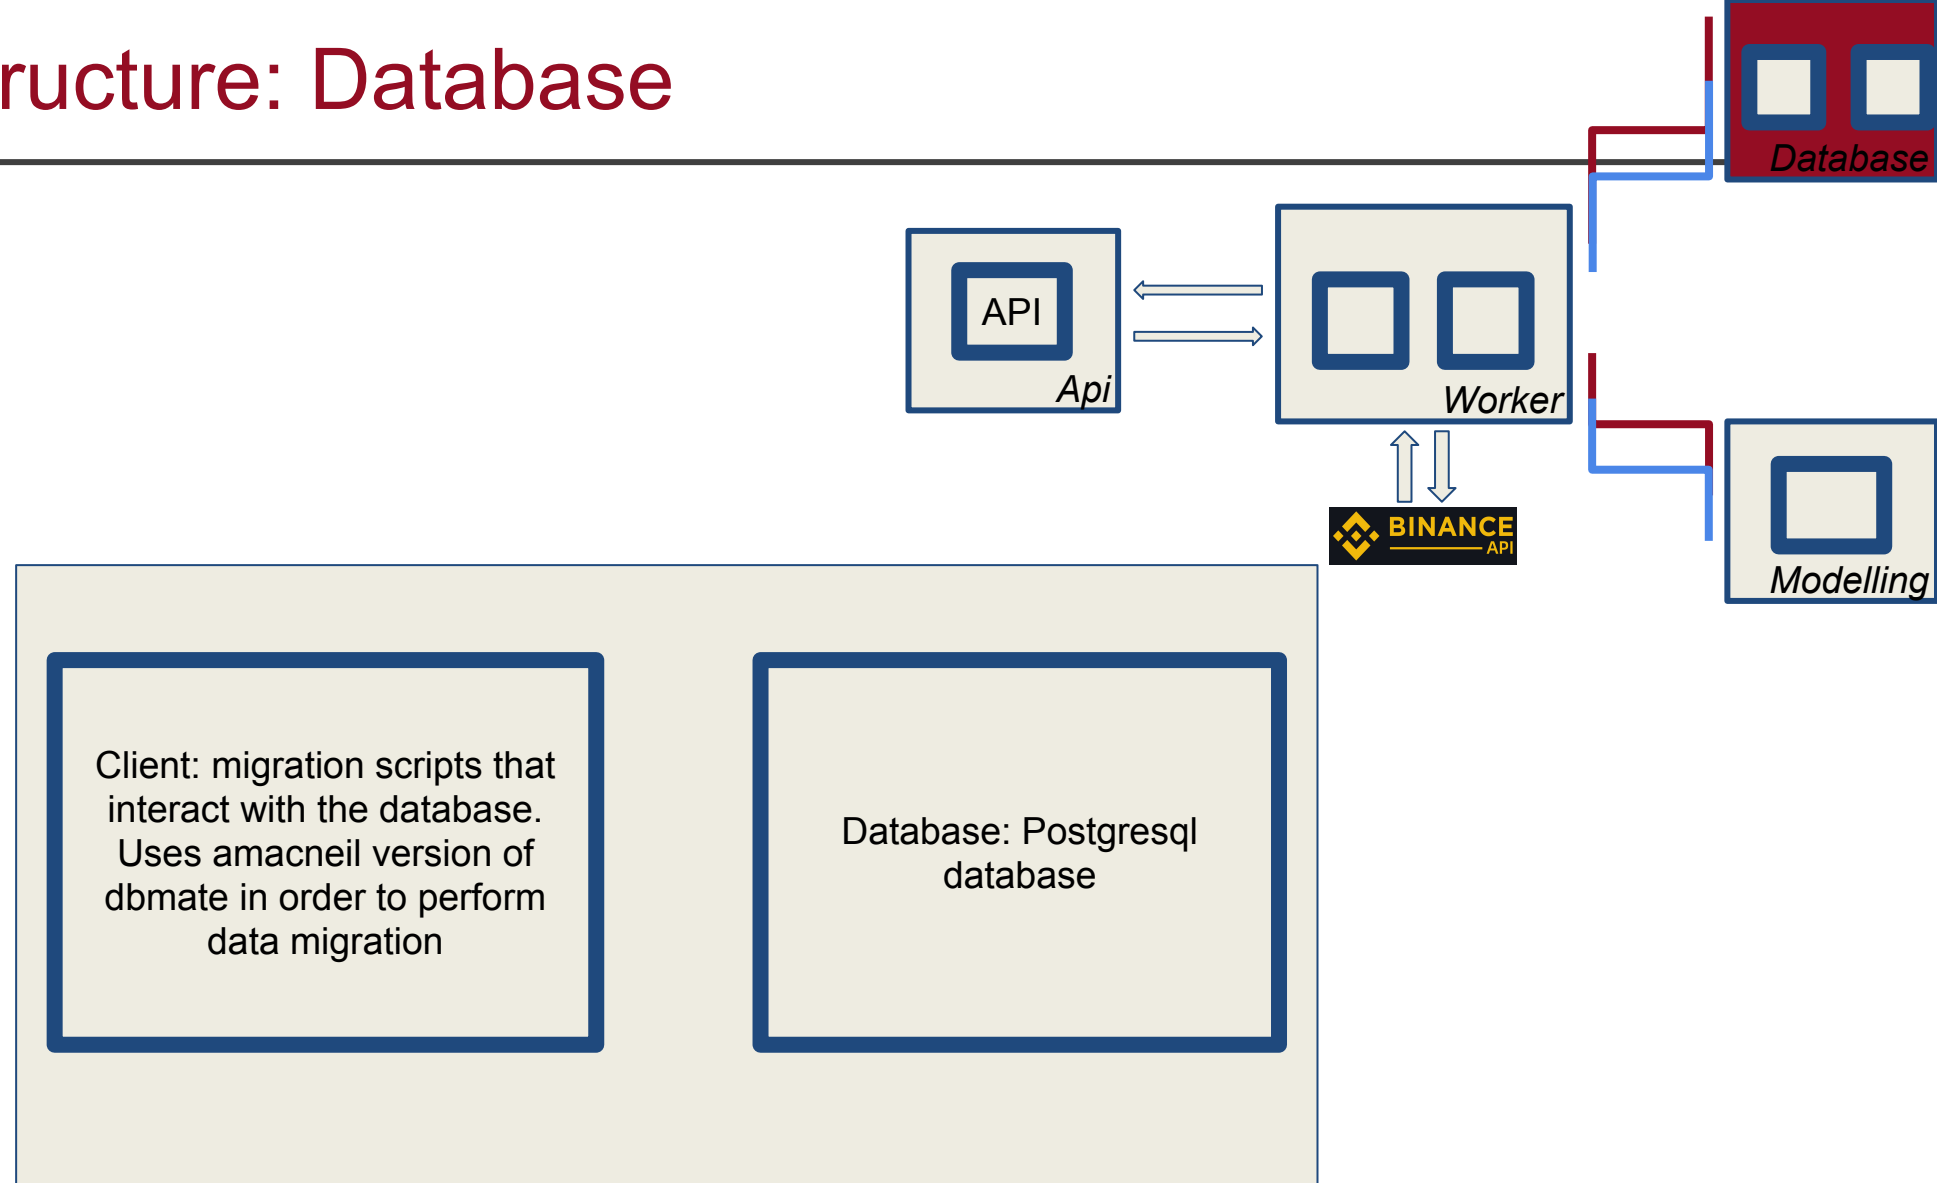 ructure: Database
Database
API
Api
Worker
BINANCE
API
Modelling
Client: migration scripts that
interact with the database.
Uses amacneil version of
dbmate in order to perform
data migration
Database: Postgresql
database